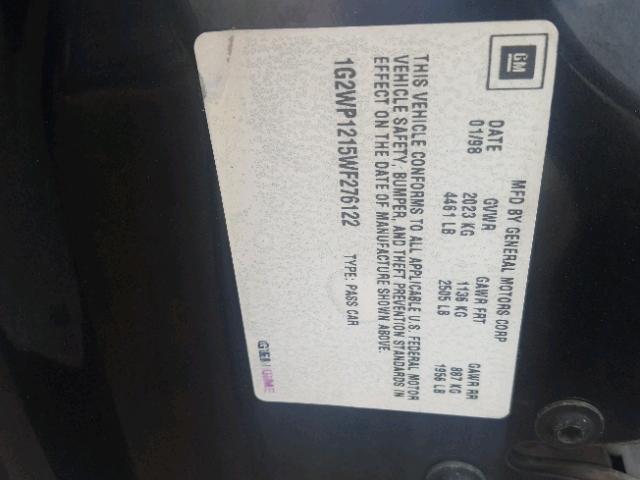 GM
MFD BY GENERAL MOTORS CORP
DATE GVWR GAWR FRT GAWR RR
01/98 2023 KG 1136 KG 887 KG
4461 LB 2505 LB 1956 LB
THIS VEHICLE CONFORMS TO ALL APPLICABLE U.S. FEDERAL MOTOR
VEHICLE SAFETY, BUMPER, AND THEFT PREVENTION STANDARDS IN
EFFECT ON THE DATE OF MANUFACTURE SHOWN ABOVE.
1G2WP1215WF276122 TYPE: PASS CAR